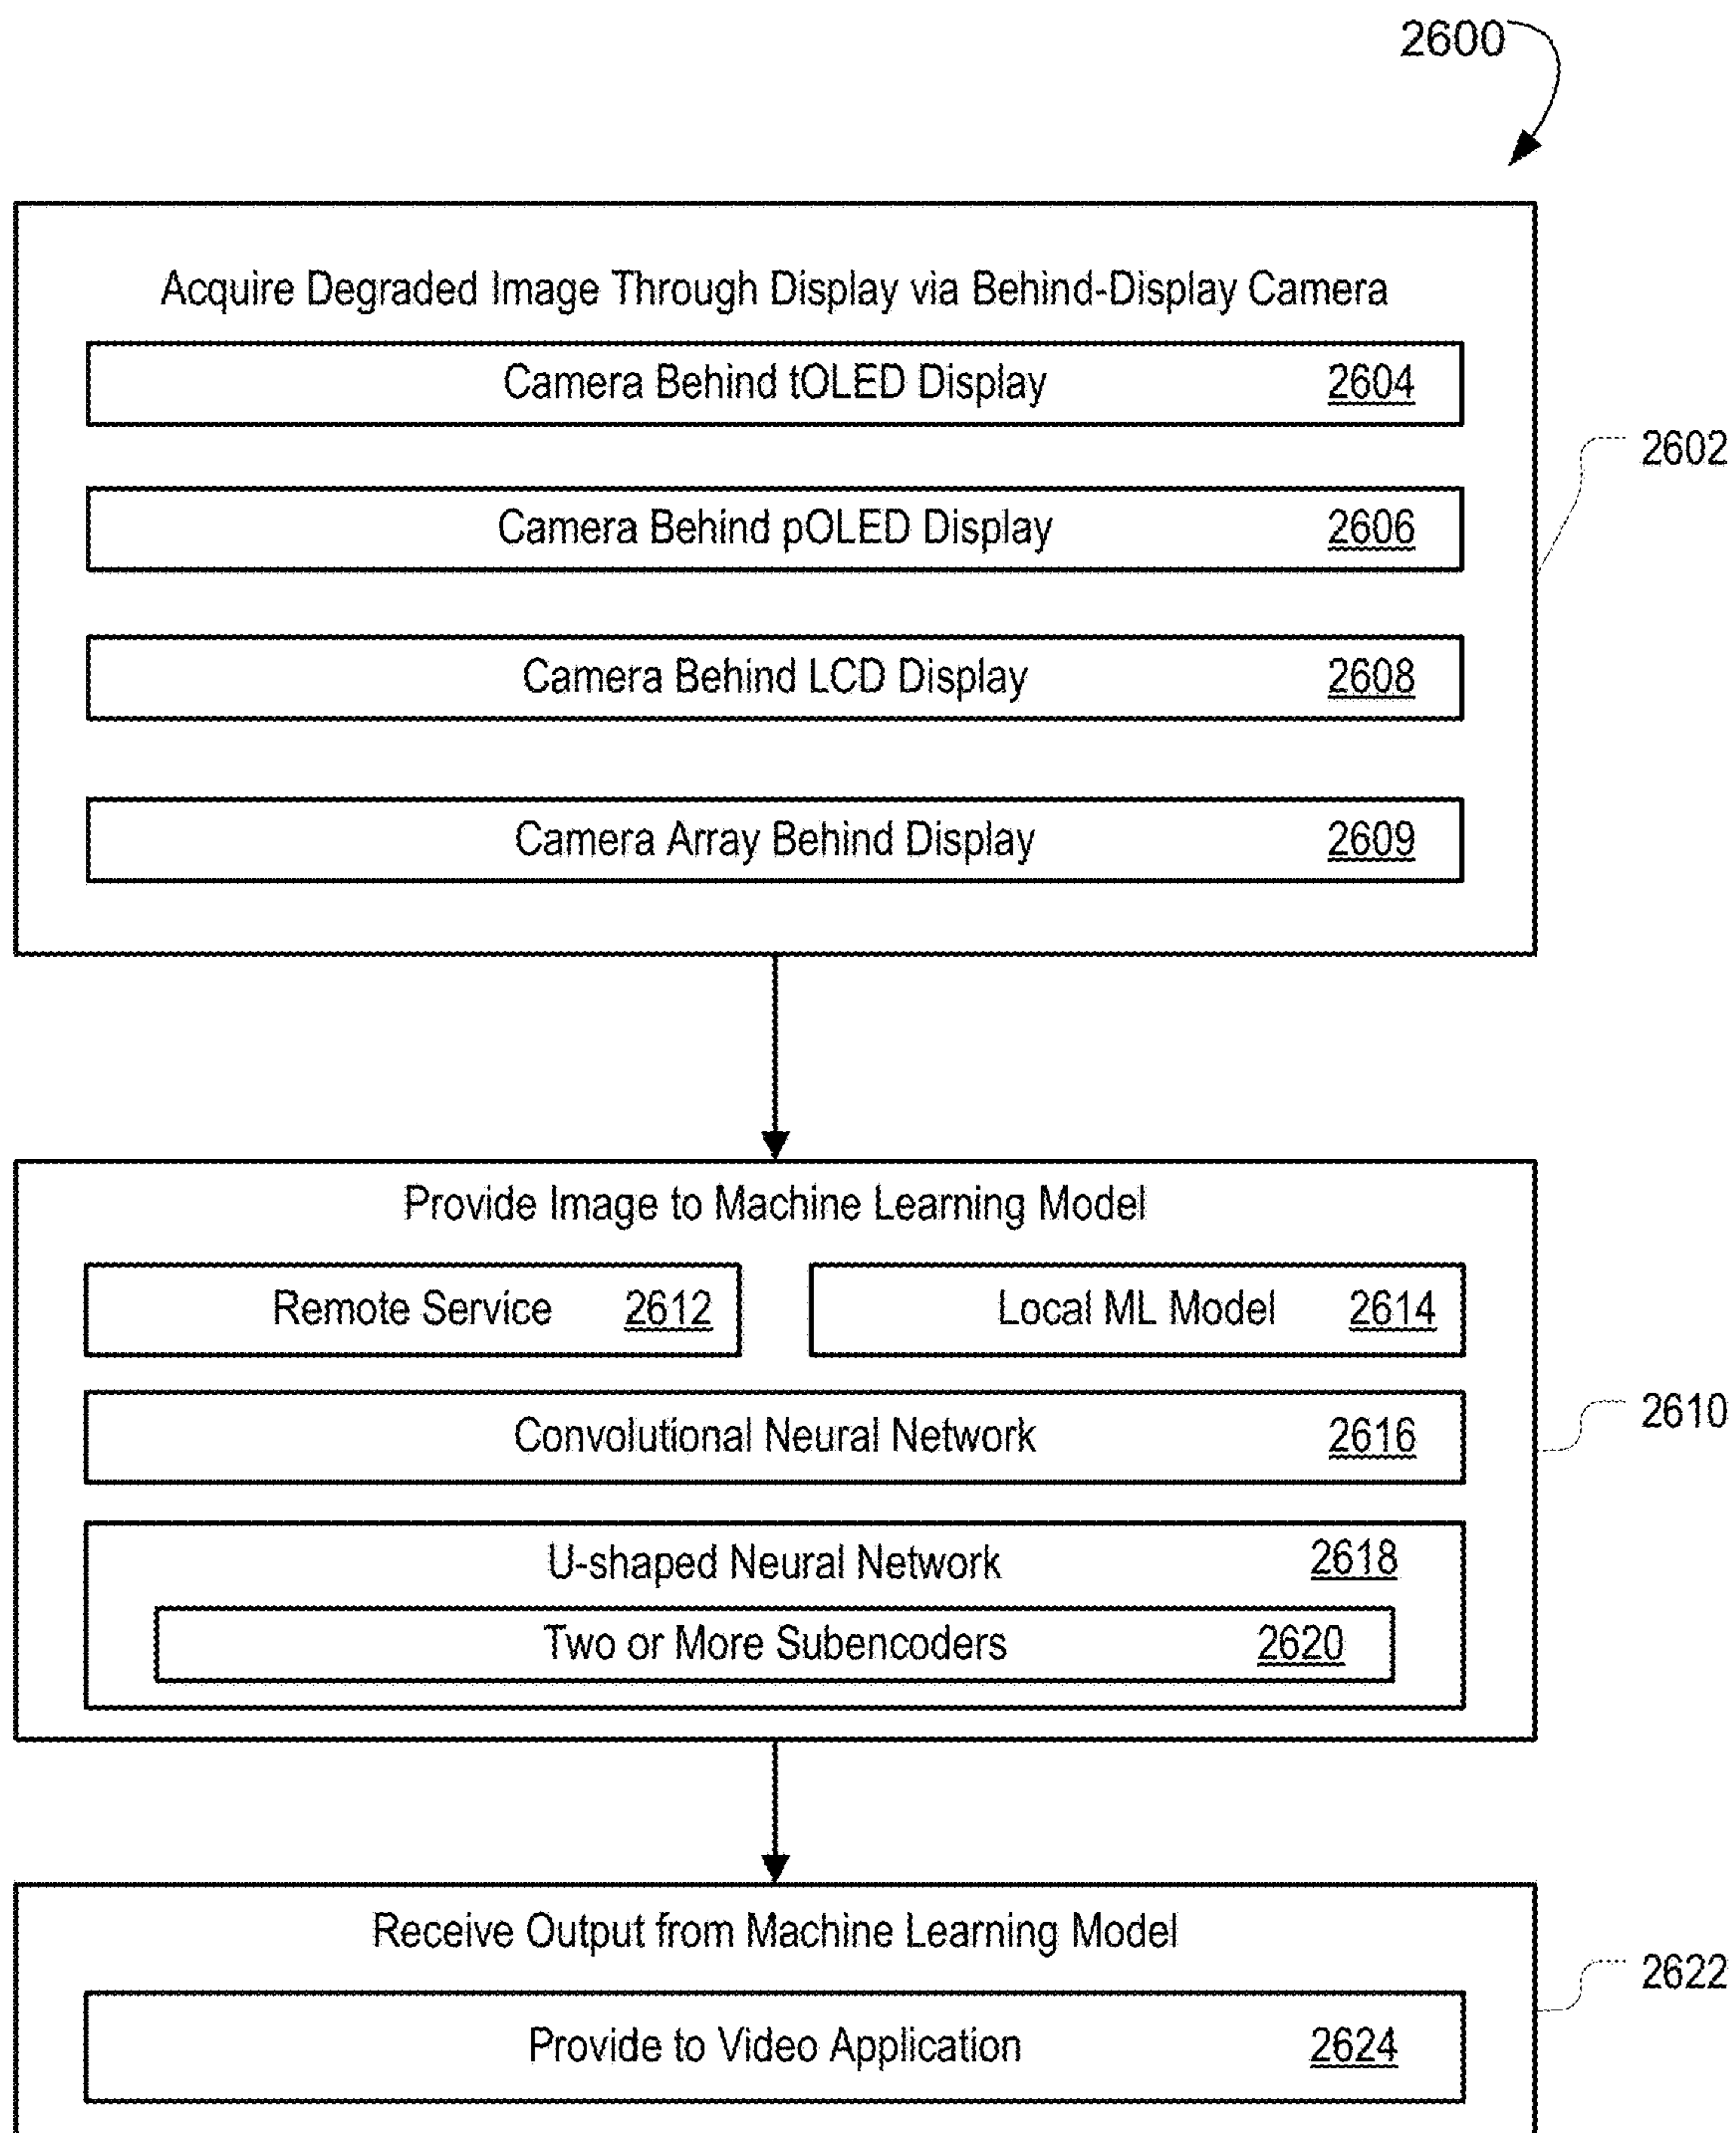 2600
Acquire Degraded Image Through Display via Behind-Display Camera
Camera Behind tOLED Display 2604
2602
Camera Behind pOLED Display 2606
Camera Behind LCD Display 2608
Camera Array Behind Display 2609
Provide Image to Machine Learning Model
Remote Service 2612
Local ML Model 2614
2610
Convolutional Neural Network 2616
U-shaped Neural Network 2618
Two or More Subencoders 2620
Receive Output from Machine Learning Model
2622
Provide to Video Application 2624